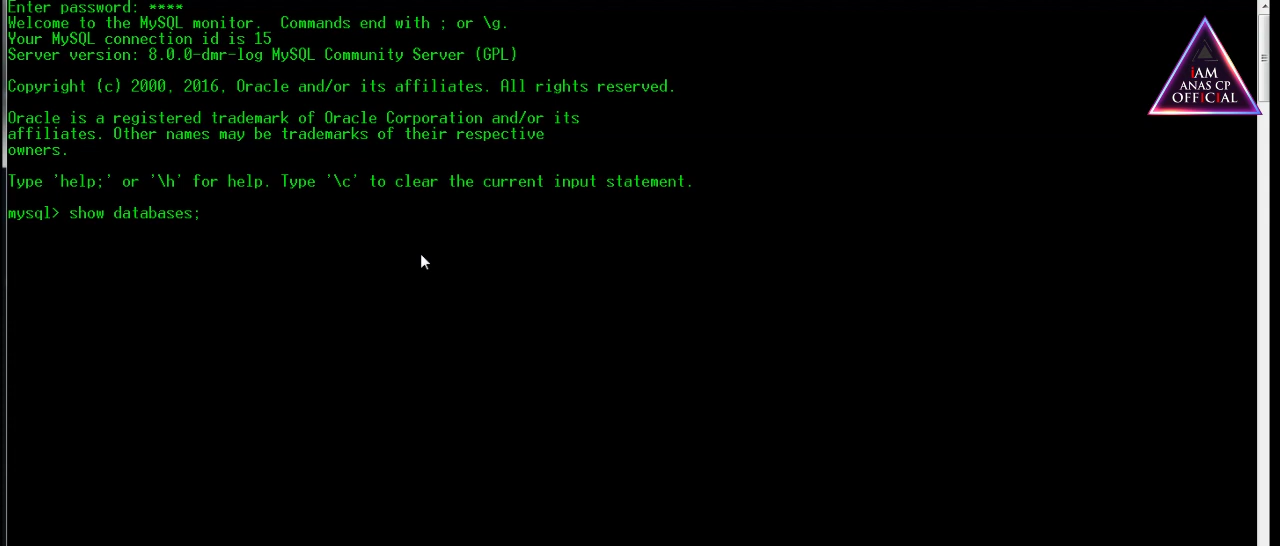 Enter password: ****
Welcome to the MySQL monitor.  Commands end with ; or \g.
Your MySQL connection id is 15
Server version: 8.0.0-dmr-log MySQL Community Server (GPL)
Copyright (c) 2000, 2016, Oracle and/or its affiliates. All rights reserved.
Oracle is a registered trademark of Oracle Corporation and/or its
affiliates. Other names may be trademarks of their respective
owners.
Type 'help;' or '\h' for help. Type '\c' to clear the current input statement.
mysql> show databases;
iAM
ANAS CP
OFFICIAL